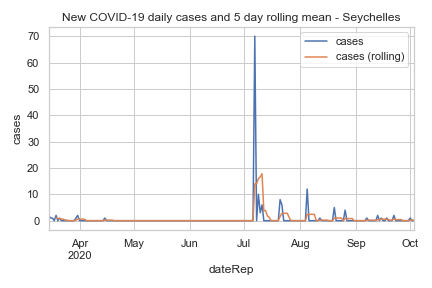 New COVID-19 daily cases and 5 day rolling mean - Seychelles
cases
cases (rolling)
70
60
50
40
30
20
10
0
cases
Apr
2020
May
Jun
Jul
Aug
Sep
Oct
dateRep